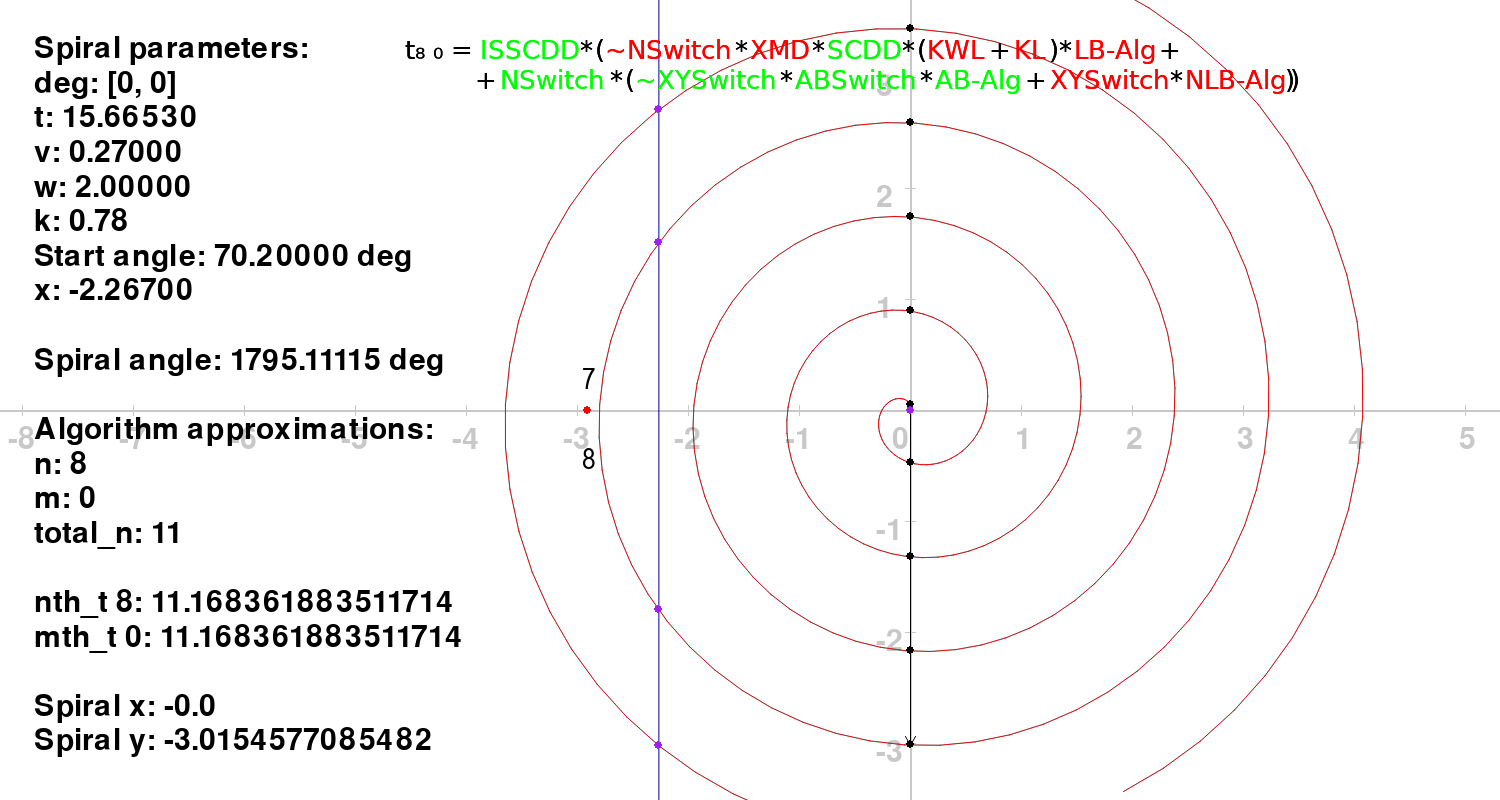 Spiral parameters:
deg: [0, 0]
t: 15.66530
v: 0.27000
w: 2.00000
k: 0.78
Start angle: 70.20000 deg
x: -2.26700
Spiral angle: 1795.11115 deg
Algorithm approximations:
n: 8
m: 0
total_n: 11
nth_t 8: 11.168361883511714
mth_t 0: 11.168361883511714
Spiral x: -0.0
Spiral y: -3.0154577085482
t₈ ₀ = ISSCDD*(~NSwitch*XMD*SCDD*(KWL+KL)*LB-Alg+
+NSwitch*(~XYSwitch*ABSwitch*AB-Alg+XYSwitch*NLB-Alg))
3
2
1
7
8
-8 -7 -6 -5 -4 -3 -2 -1 0 1 2 3 4 5
-1
-2
-3